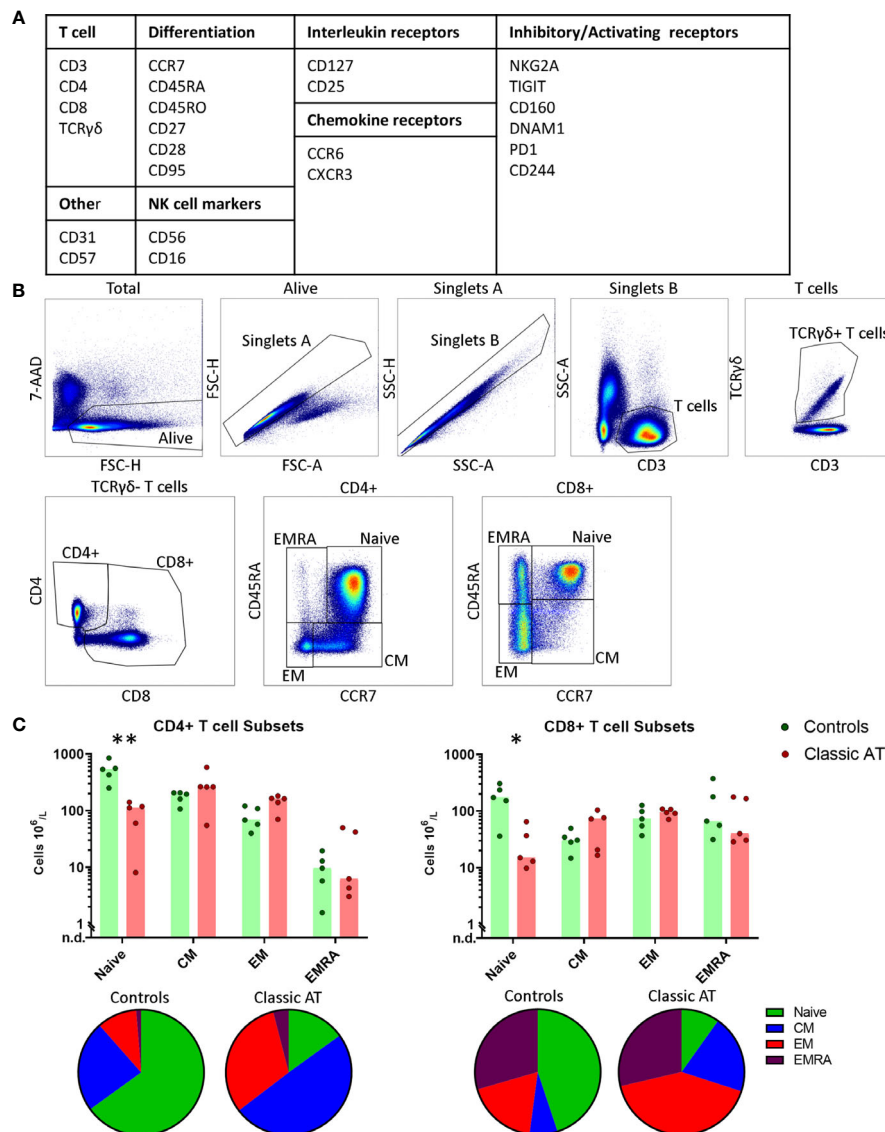 A
T cell Differentiation Interleukin receptors Inhibitory/Activating receptors
CD3 CCR7 CD127 NKG2A
CD4 CD45RA CD25 TIGIT
CD8 CD45RO Chemokine receptors CD160
TCRγδ CD27 CCR6 DNAM1
CD28 CXCR3 PD1
CD95 CD244
Other NK cell markers
CD31 CD56
CD57 CD16
B
Total Alive Singlets A Singlets B T cells
7-AAD
Alive
FSC-H
FSC-H
Singlets A
FSC-A
SSC-H
Singlets B
SSC-A
SSC-A
T cells
CD3
TCRγδ
TCRγδ+ T cells
CD3
TCRγδ- T cells CD4+ CD8+
CD4
CD4+
CD8+
CD8
CD45RA
EMRA Naive
EM CM
CCR7
CD45RA
EMRA Naive
EM CM
CCR7
C
CD4+ T cell Subsets
**
Cells 10⁶/L
1000
100
10
1
n.d.
Naive CM EM EMRA
CD8+ T cell Subsets
*
Cells 10⁶/L
1000
100
10
1
n.d.
Naive CM EM EMRA
Controls
Classic AT
Controls Classic AT
Controls Classic AT
Naive
CM
EM
EMRA